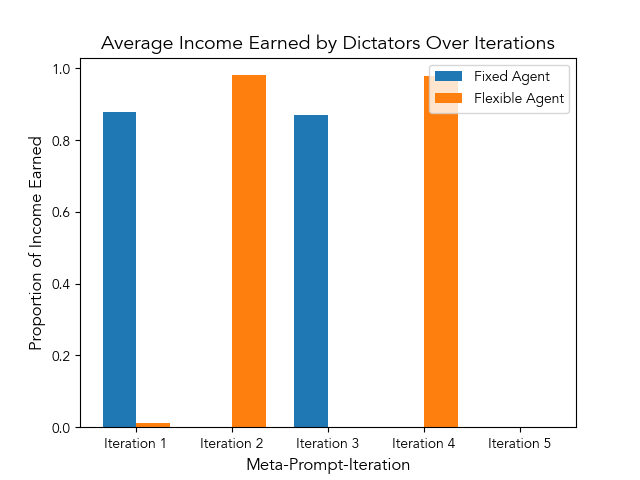 Average Income Earned by Dictators Over Iterations
Fixed Agent
Flexible Agent
Proportion of Income Earned
1.0
0.8
0.6
0.4
0.2
0.0
Iteration 1 Iteration 2 Iteration 3 Iteration 4 Iteration 5
Meta-Prompt-Iteration